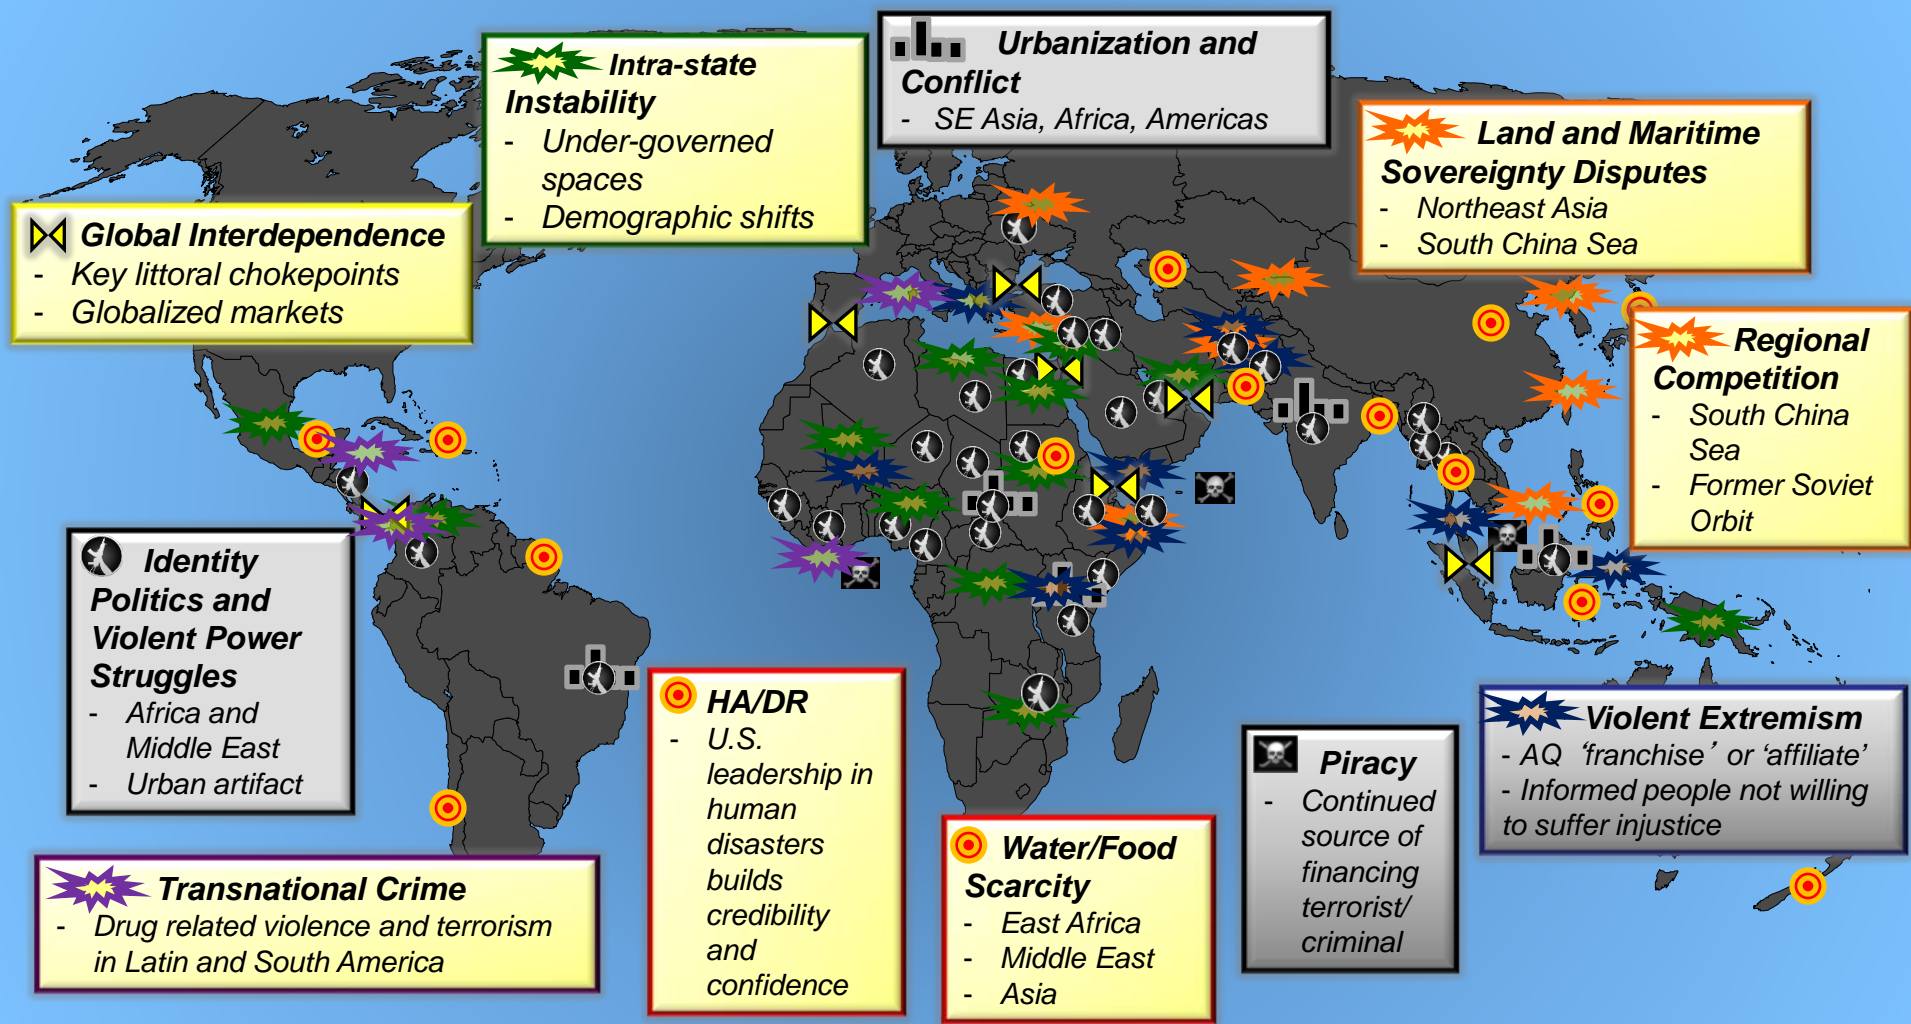 Intra-state
Instability
- Under-governed
spaces
- Demographic shifts
Urbanization and
Conflict
- SE Asia, Africa, Americas
Land and Maritime
Sovereignty Disputes
- Northeast Asia
- South China Sea
Global Interdependence
- Key littoral chokepoints
- Globalized markets
Regional
Competition
- South China
Sea
- Former Soviet
Orbit
Identity
Politics and
Violent Power
Struggles
- Africa and
Middle East
- Urban artifact
HA/DR
- U.S.
leadership in
human
disasters
builds
credibility
and
confidence
Water/Food
Scarcity
- East Africa
- Middle East
- Asia
Piracy
- Continued
source of
financing
terrorist/
criminal
Violent Extremism
- AQ ‘franchise’ or ‘affiliate’
- Informed people not willing
to suffer injustice
Transnational Crime
- Drug related violence and terrorism
in Latin and South America